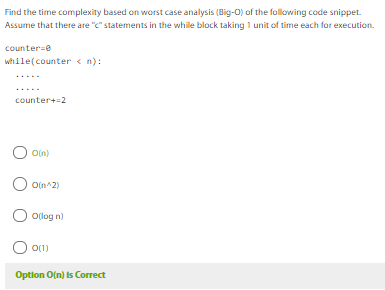 Find the time complexity based on worst case analysis (Big-O) of the following code snippet.
Assume that there are "c" statements in the while block taking 1 unit of time each for execution.
counter=0
while(counter < n):
.....
.....
counter+=2
O(n)
O(n^2)
O(log n)
O(1)
Option O(n) is Correct